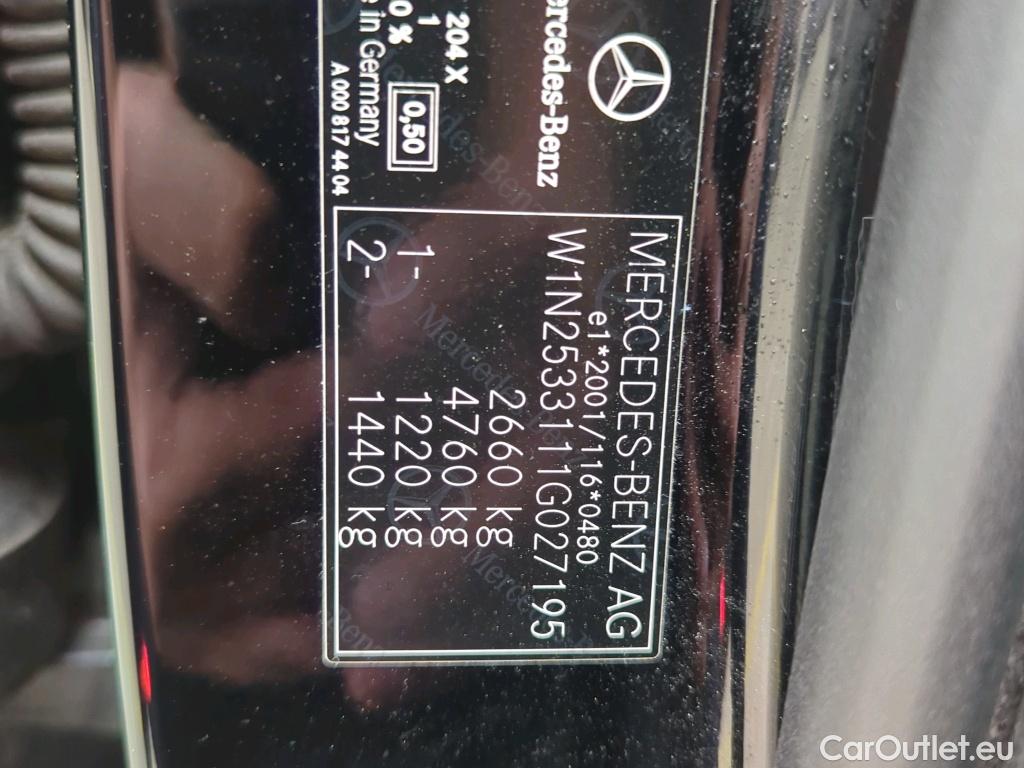 Mercedes-Benz
204 X
1
0 %
0,50
in Germany
A 000 817 44 04
MERCEDES-BENZ AG
e1*2001/116*0480
W1N2533111G027195
2660 kg
4760 kg
1- 1220 kg
2- 1440 kg
CarOutlet.eu